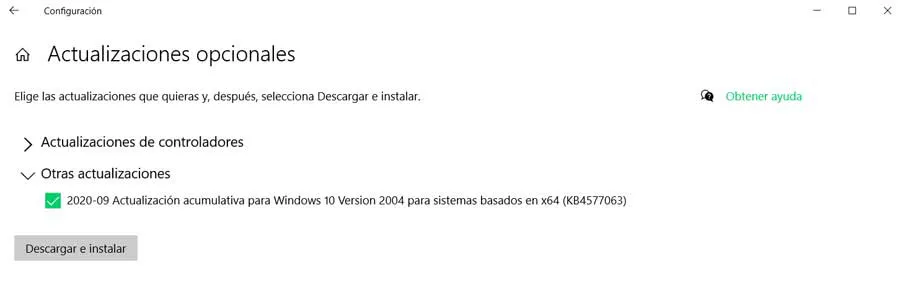 Configuración
Actualizaciones opcionales
Elige las actualizaciones que quieras y, después, selecciona Descargar e instalar.
Obtener ayuda
Actualizaciones de controladores
Otras actualizaciones
2020-09 Actualización acumulativa para Windows 10 Version 2004 para sistemas basados en x64 (KB4577063)
Descargar e instalar